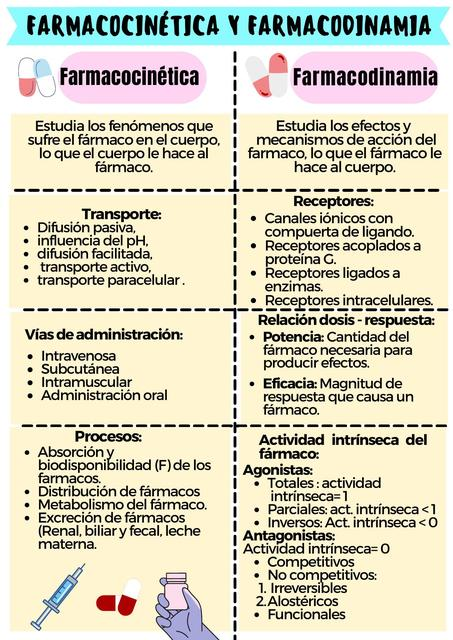 FARMACOCINÉTICA Y FARMACODINAMIA
Farmacocinética
Estudia los fenómenos que
sufre el fármaco en el cuerpo,
lo que el cuerpo le hace al
fármaco.
Transporte:
• Difusión pasiva,
• influencia del pH,
• difusión facilitada,
• transporte activo,
• transporte paracelular .
Vías de administración:
• Intravenosa
• Subcutánea
• Intramuscular
• Administración oral
Procesos:
• Absorción y
biodisponibilidad (F) de los
farmacos.
• Distribución de fármacos
• Metabolismo del fármaco.
• Excreción de fármacos
(Renal, biliar y fecal, leche
materna.
Farmacodinamia
Estudia los efectos y
mecanismos de acción del
farmaco, lo que el fármaco le
hace al cuerpo.
Receptores:
• Canales iónicos con
compuerta de ligando.
• Receptores acoplados a
proteína G.
• Receptores ligados a
enzimas.
• Receptores intracelulares.
Relación dosis - respuesta:
• Potencia: Cantidad del
fármaco necesaria para
producir efectos.
• Eficacia: Magnitud de
respuesta que causa un
fármaco.
Actividad intrínseca del
fármaco:
Agonistas:
• Totales : actividad
intrínseca= 1
• Parciales: act. intrínseca < 1
• Inversos: Act. intrínseca < 0
Antagonistas:
Actividad intrínseca= 0
• Competitivos
• No competitivos:
1. Irreversibles
2. Alostéricos
• Funcionales